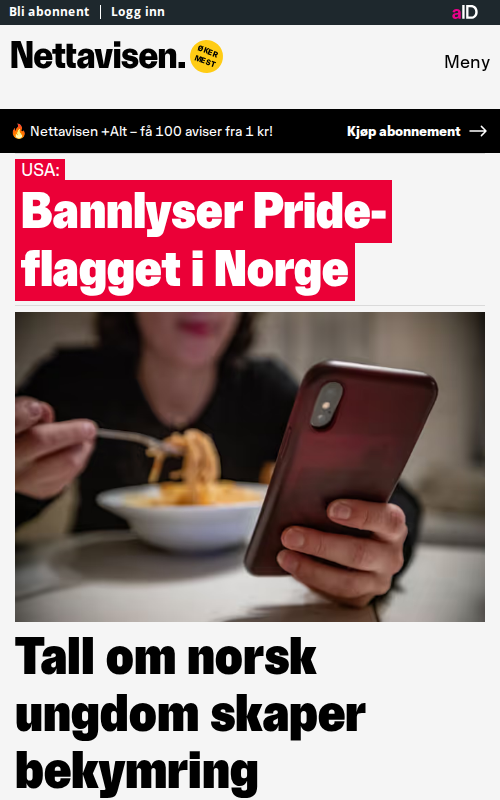 Bli abonnent | Logg inn
aID
Nettavisen.
ØKER
MEST
Meny
🔥 Nettavisen +Alt – få 100 aviser fra 1 kr!
Kjøp abonnement →
USA:
Bannlyser Pride-
flagget i Norge
Tall om norsk
ungdom skaper
bekymring